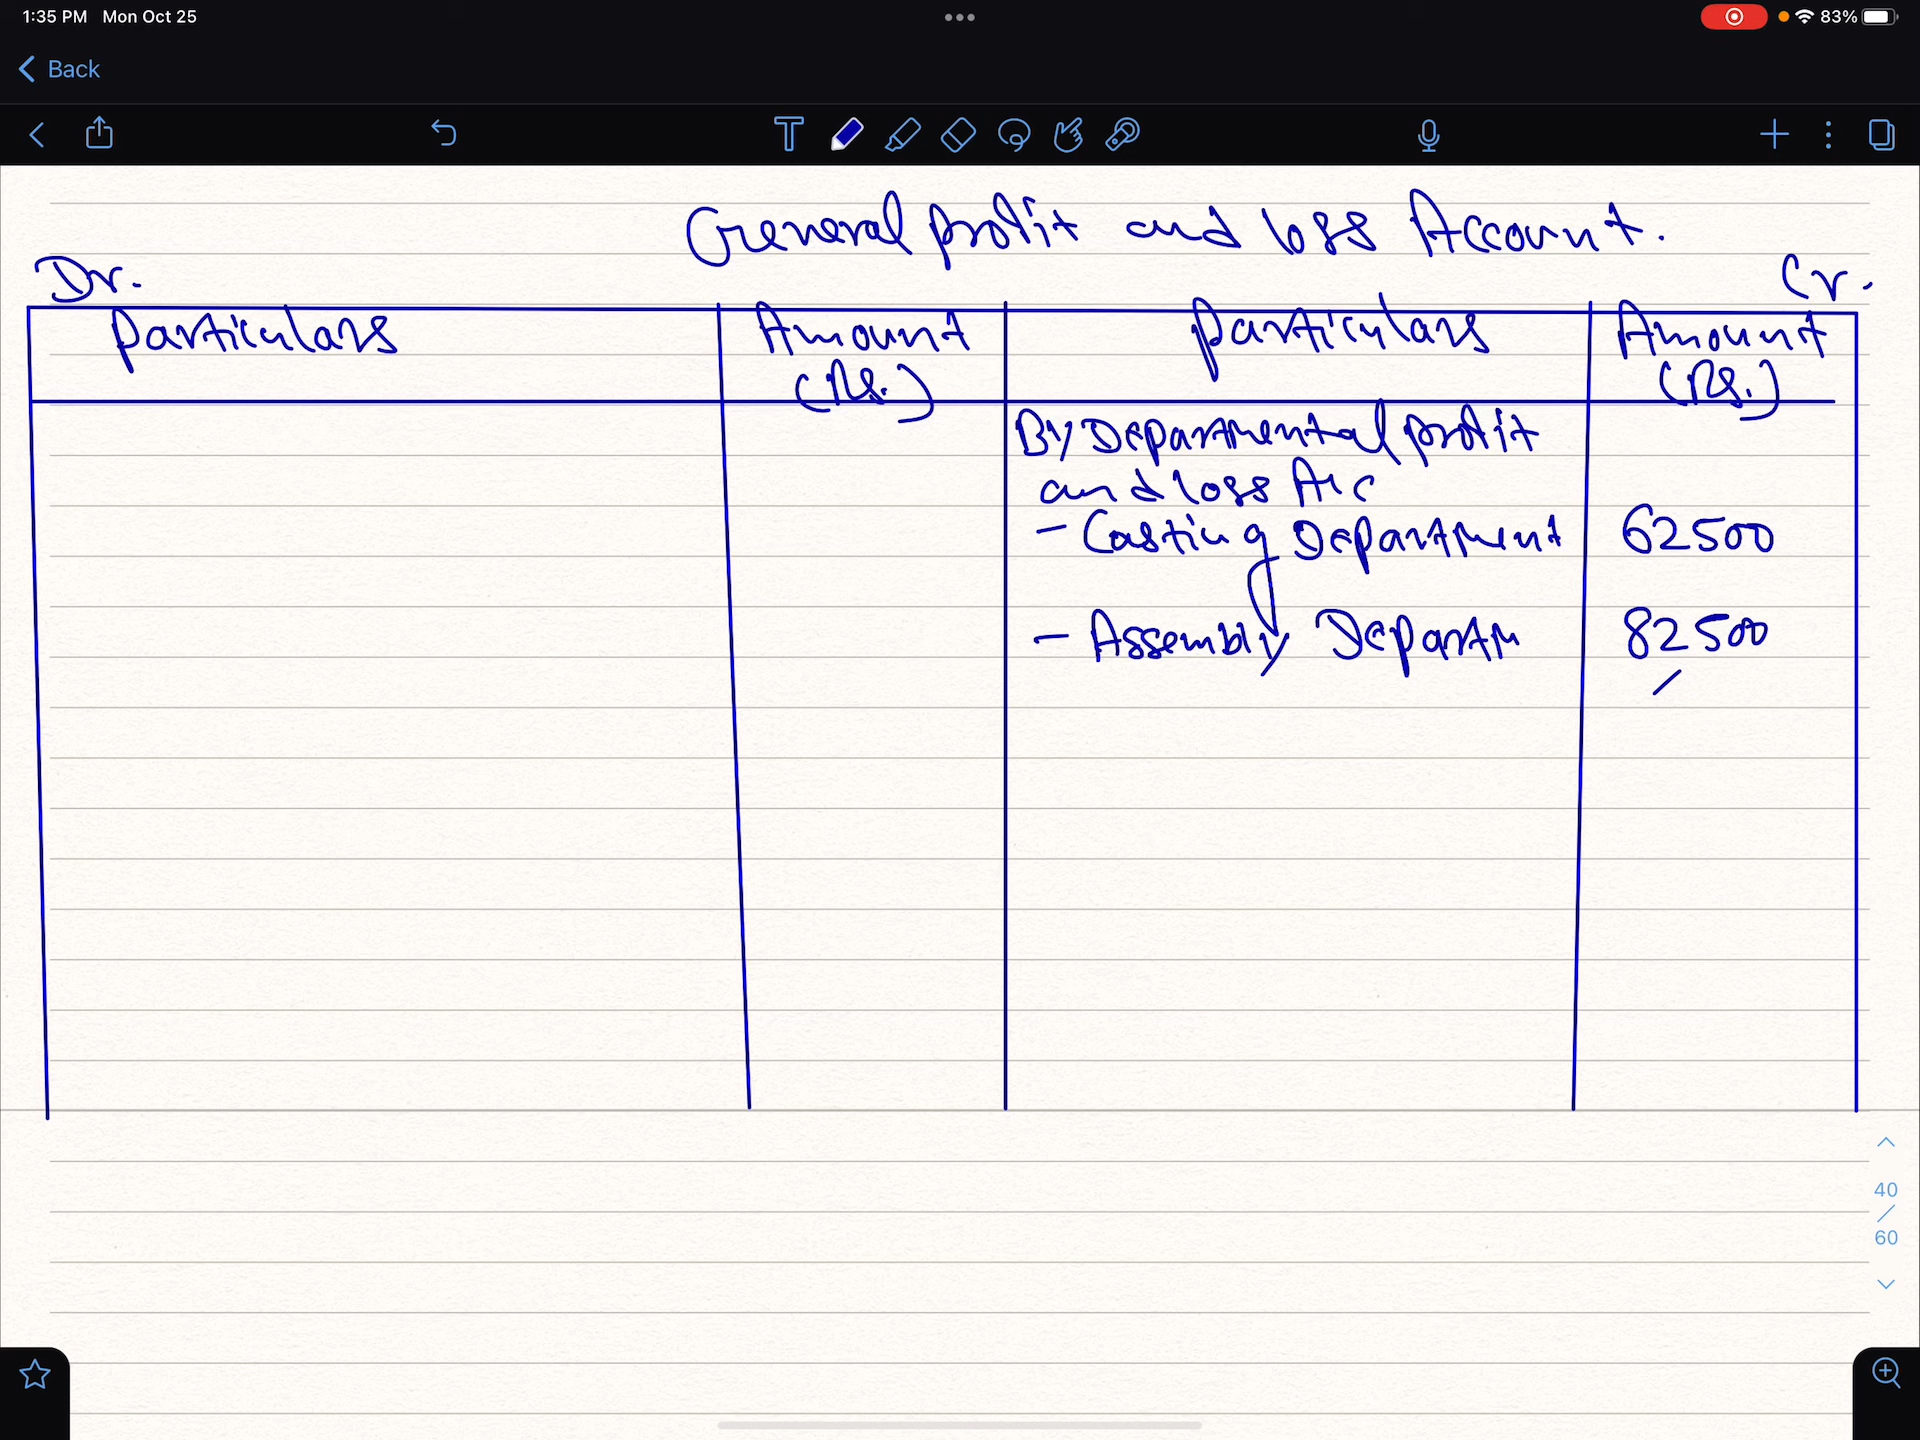 1:35 PM Mon Oct 25
83%
Back
General profit and loss Account.
Dr.
Cr.
particulars Amount particulars Amount
(Rs.) (Rs.)
By Departmental profit
and loss A/c
- Casting Department 62500
- Assembly Departm 82500
40
/
60